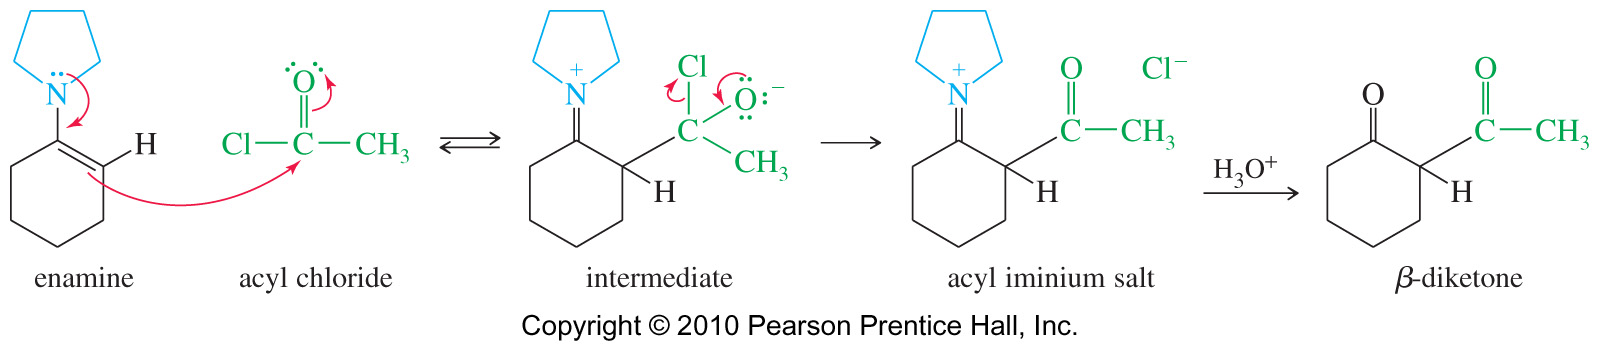 N
H
O
Cl
C
CH₃
+
N
Cl
O
−
C
CH₃
H
+
N
O
Cl⁻
C
CH₃
H
H₃O⁺
O
O
C
CH₃
H
enamine
acyl chloride
intermediate
acyl iminium salt
β-diketone
Copyright © 2010 Pearson Prentice Hall, Inc.